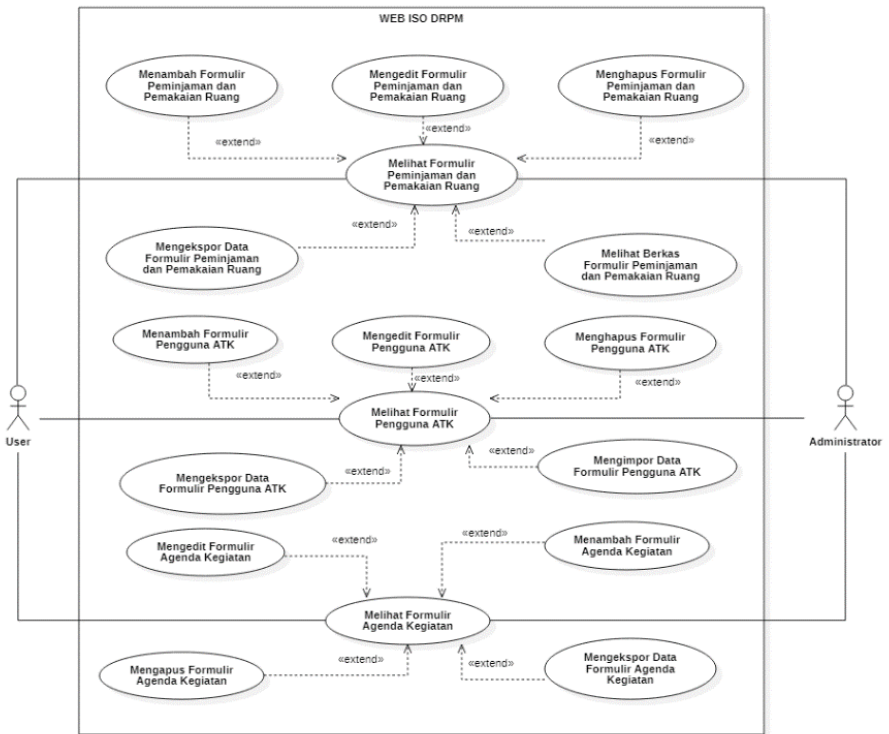 WEB ISO DRPM
Menambah Formulir
Peminjaman dan
Pemakaian Ruang
Mengedit Formulir
Peminjaman dan
Pemakaian Ruang
Menghapus Formulir
Peminjaman dan
Pemakaian Ruang
«extend»
«extend»
«extend»
Melihat Formulir
Peminjaman dan
Pemakaian Ruang
«extend»
«extend»
Mengekspor Data
Formulir Peminjaman
dan Pemakaian Ruang
Melihat Berkas
Formulir Peminjaman
dan Pemakaian Ruang
Menambah Formulir
Pengguna ATK
Mengedit Formulir
Pengguna ATK
Menghapus Formulir
Pengguna ATK
«extend»
«extend»
«extend»
Melihat Formulir
Pengguna ATK
User
Administrator
«extend»
«extend»
Mengekspor Data
Formulir Pengguna ATK
Mengimpor Data
Formulir Pengguna ATK
Mengedit Formulir
Agenda Kegiatan
«extend»
«extend»
Menambah Formulir
Agenda Kegiatan
Melihat Formulir
Agenda Kegiatan
Mengapus Formulir
Agenda Kegiatan
«extend»
«extend»
Mengekspor Data
Formulir Agenda
Kegiatan